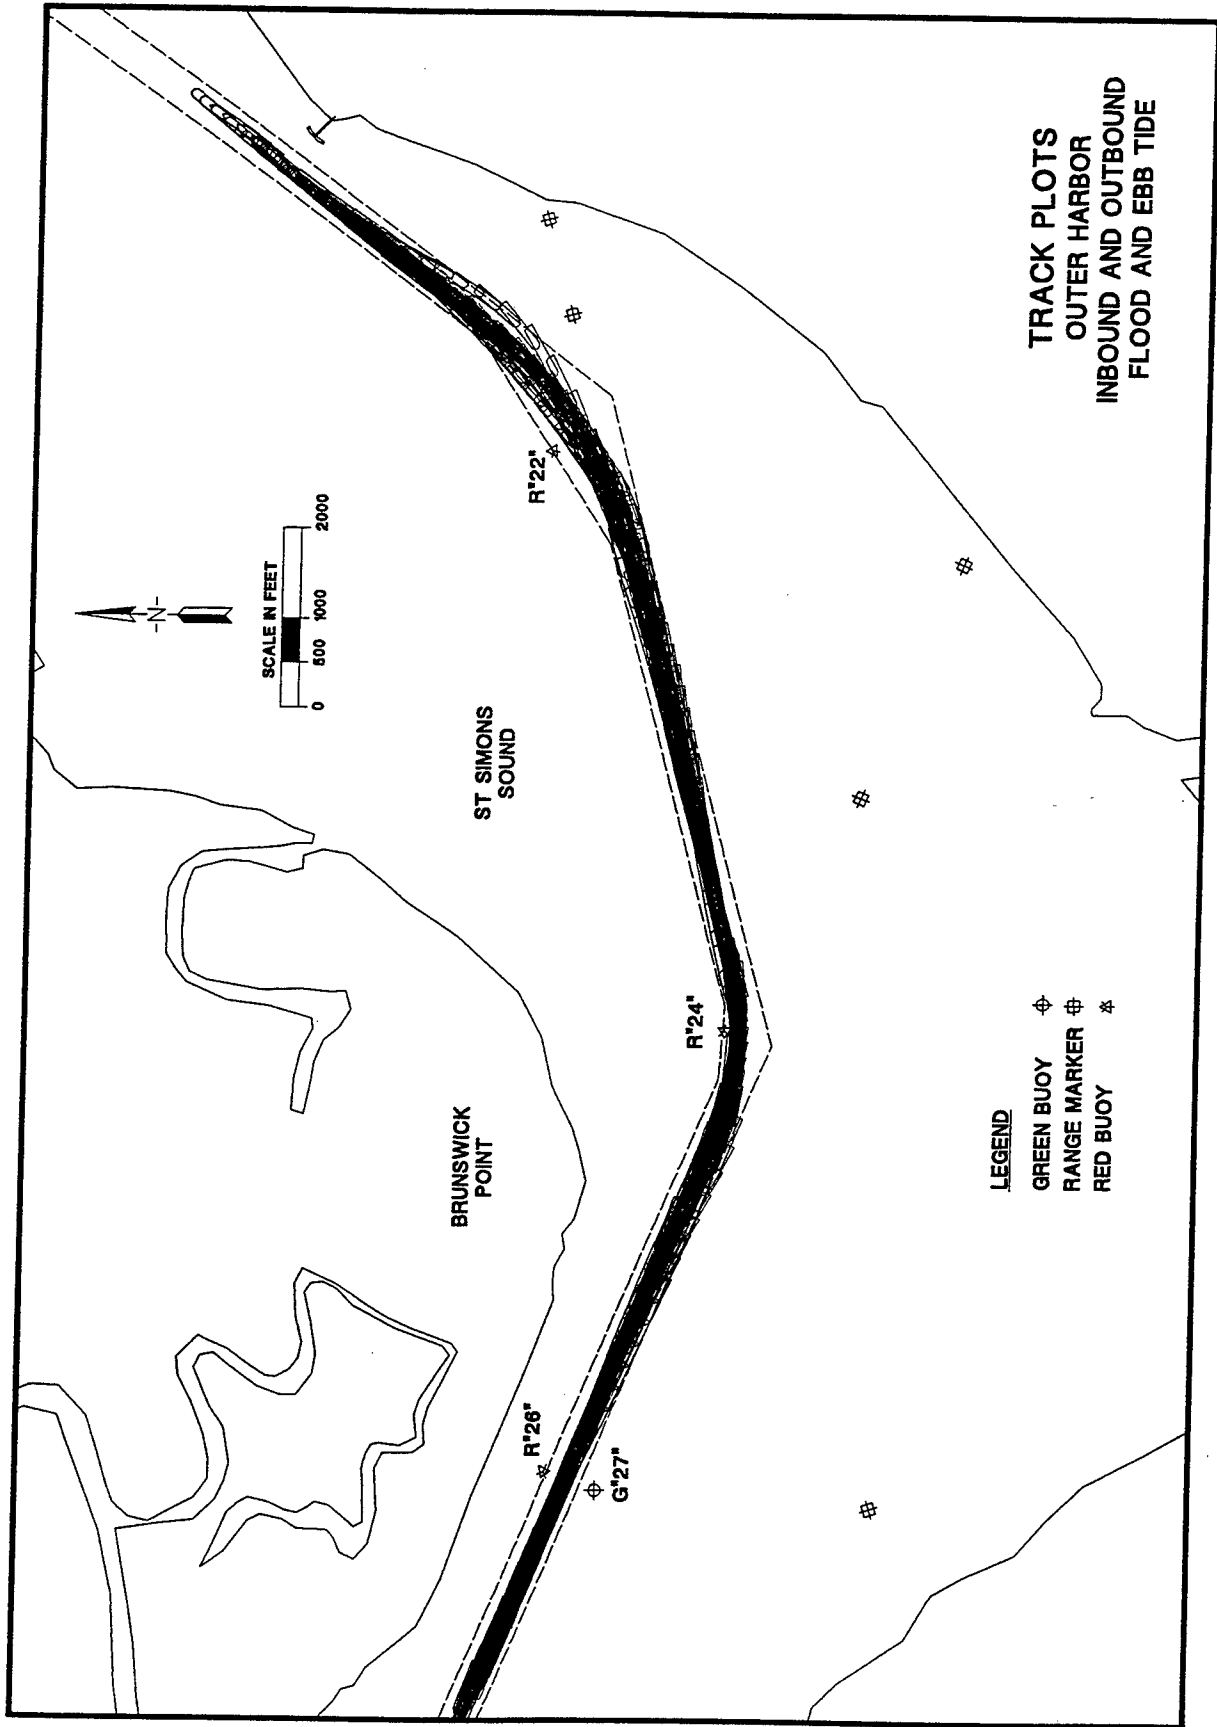 TRACK PLOTS
OUTER HARBOR
INBOUND AND OUTBOUND
FLOOD AND EBB TIDE
-N-
SCALE IN FEET
0 500 1000 2000
ST SIMONS
SOUND
BRUNSWICK
POINT
R"22"
R"24"
R"26"
G"27"
LEGEND
GREEN BUOY
RANGE MARKER
RED BUOY